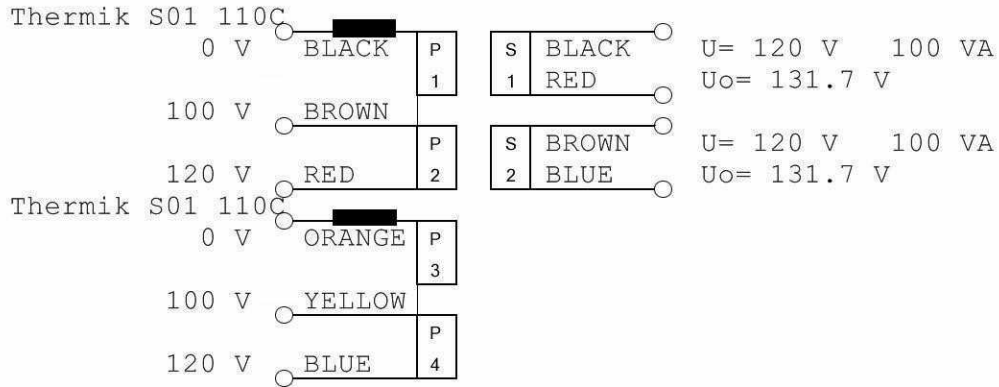 Thermik S01 110C
0 V BLACK P S BLACK U= 120 V 100 VA
1 1 RED Uo= 131.7 V
100 V BROWN
P S BROWN U= 120 V 100 VA
120 V RED 2 2 BLUE Uo= 131.7 V
Thermik S01 110C
0 V ORANGE P
3
100 V YELLOW
P
120 V BLUE 4